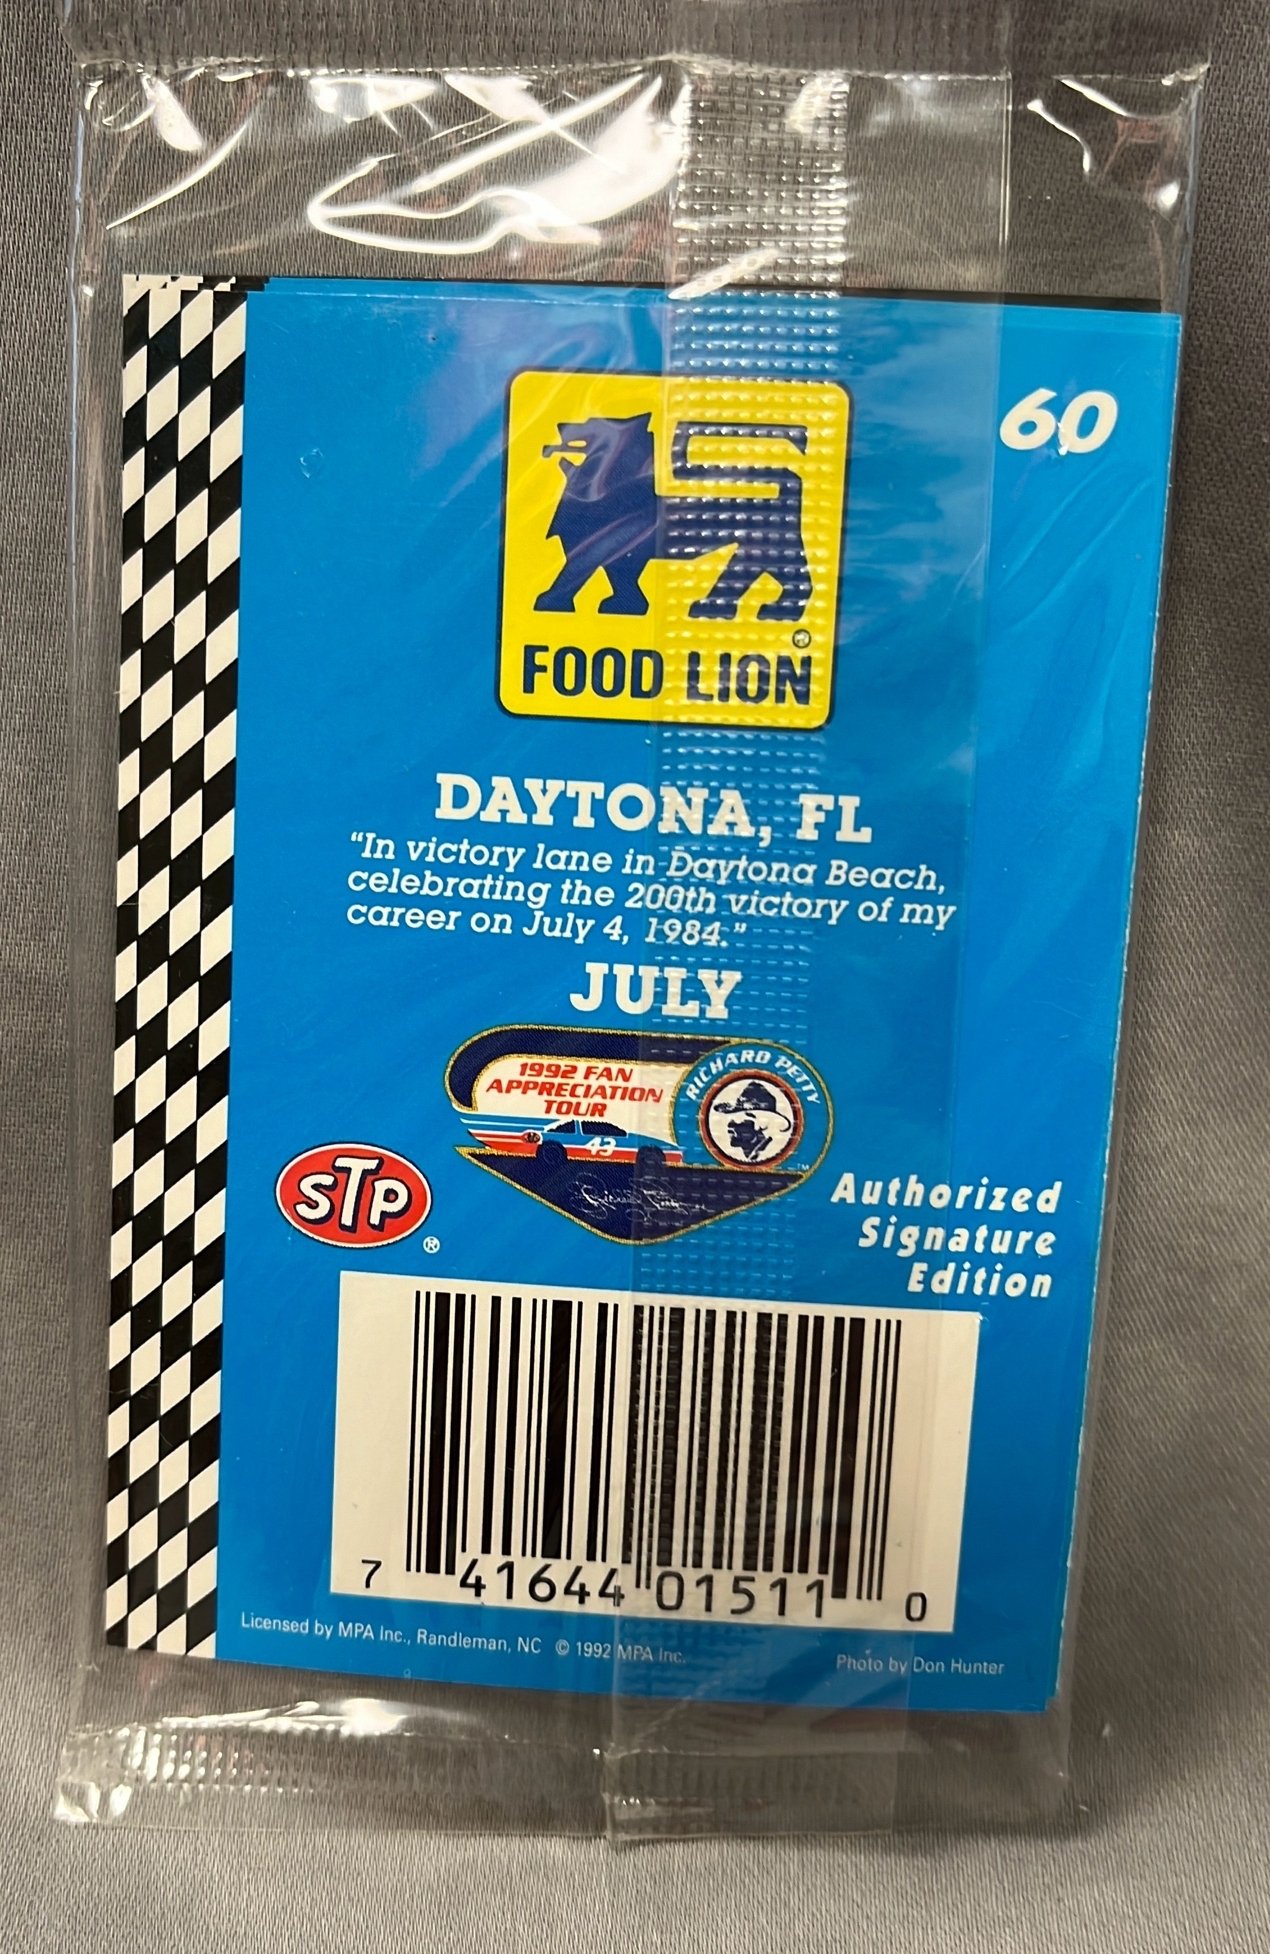 60
FOOD LION
®
DAYTONA, FL
"In victory lane in Daytona Beach,
celebrating the 200th victory of my
career on July 4, 1984."
JULY
1992 FAN
APPRECIATION
TOUR
RICHARD PETTY
43
STP
TM
STP
®
Authorized
Signature
Edition
7 41644 01511 0
Licensed by MPA Inc., Randleman, NC © 1992 MPA Inc.
Photo by Don Hunter